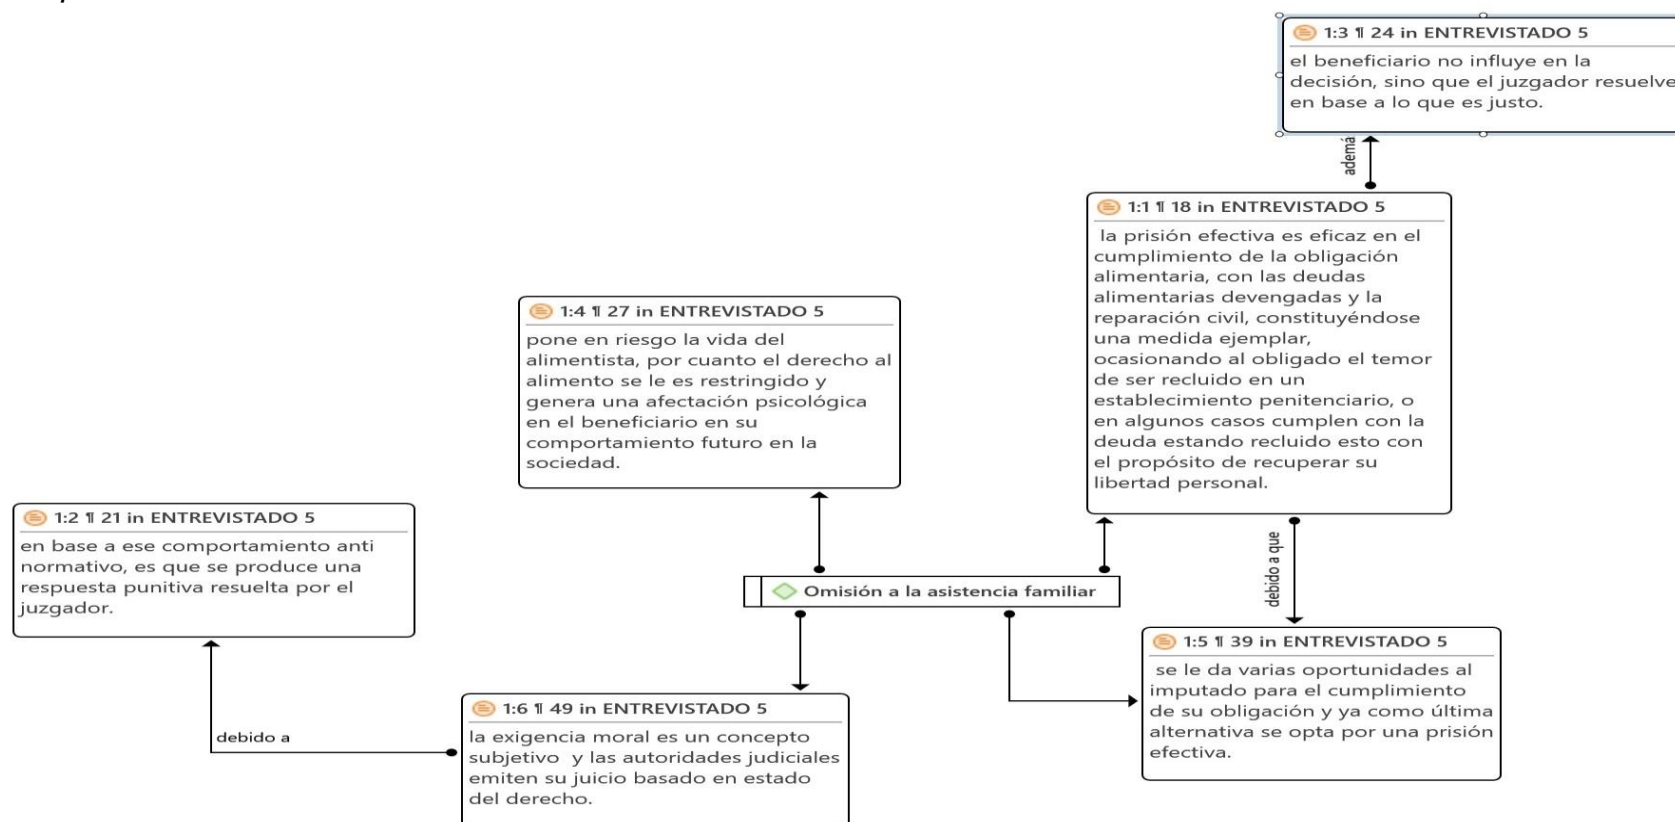 1:3 ¶ 24 in ENTREVISTADO 5
el beneficiario no influye en la
decisión, sino que el juzgador resuelve
en base a lo que es justo.
ademá
1:1 ¶ 18 in ENTREVISTADO 5
la prisión efectiva es eficaz en el
cumplimiento de la obligación
alimentaria, con las deudas
alimentarias devengadas y la
reparación civil, constituyéndose
una medida ejemplar,
ocasionando al obligado el temor
de ser recluido en un
establecimiento penitenciario, o
en algunos casos cumplen con la
deuda estando recluido esto con
el propósito de recuperar su
libertad personal.
1:4 ¶ 27 in ENTREVISTADO 5
pone en riesgo la vida del
alimentista, por cuanto el derecho al
alimento se le es restringido y
genera una afectación psicológica
en el beneficiario en su
comportamiento futuro en la
sociedad.
1:2 ¶ 21 in ENTREVISTADO 5
en base a ese comportamiento anti
normativo, es que se produce una
respuesta punitiva resuelta por el
juzgador.
debido a que
Omisión a la asistencia familiar
1:5 ¶ 39 in ENTREVISTADO 5
se le da varias oportunidades al
imputado para el cumplimiento
de su obligación y ya como última
alternativa se opta por una prisión
efectiva.
debido a
1:6 ¶ 49 in ENTREVISTADO 5
la exigencia moral es un concepto
subjetivo y las autoridades judiciales
emiten su juicio basado en estado
del derecho.